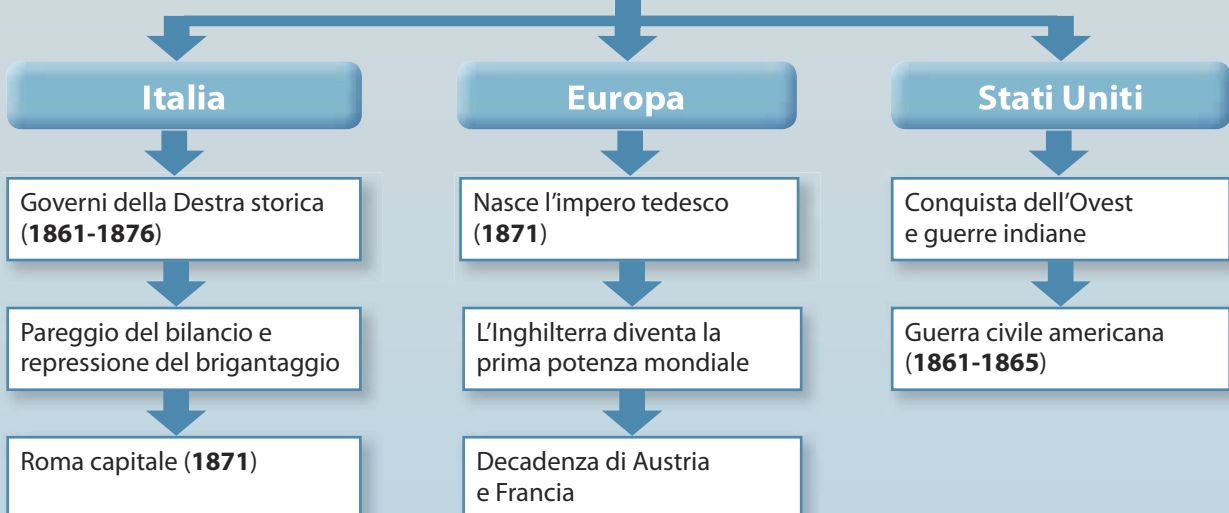 Italia
Governi della Destra storica
(1861-1876)
Pareggio del bilancio e
repressione del brigantaggio
Roma capitale (1871)
Europa
Nasce l'impero tedesco
(1871)
L'Inghilterra diventa la
prima potenza mondiale
Decadenza di Austria
e Francia
Stati Uniti
Conquista dell'Ovest
e guerre indiane
Guerra civile americana
(1861-1865)